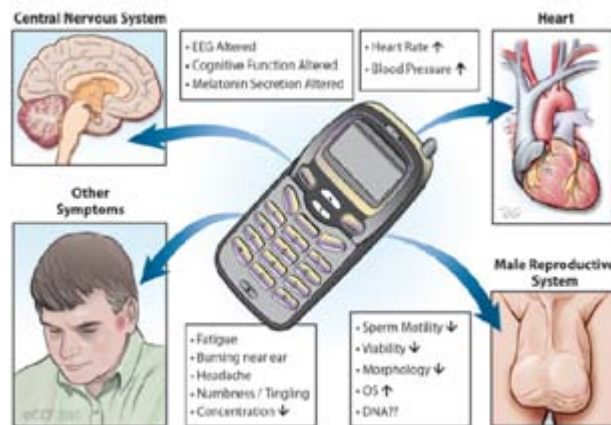 Central Nervous System
• EEG Altered
• Cognitive Function Altered
• Melatonin Secretion Altered
• Heart Rate ↑
• Blood Pressure ↑
Heart
Other
Symptoms
• Fatigue
• Burning near ear
• Headache
• Numbness / Tingling
• Concentration ↓
• Sperm Motility ↓
• Viability ↓
• Morphology ↓
• OS ↑
• DNA??
Male Reproductive
System